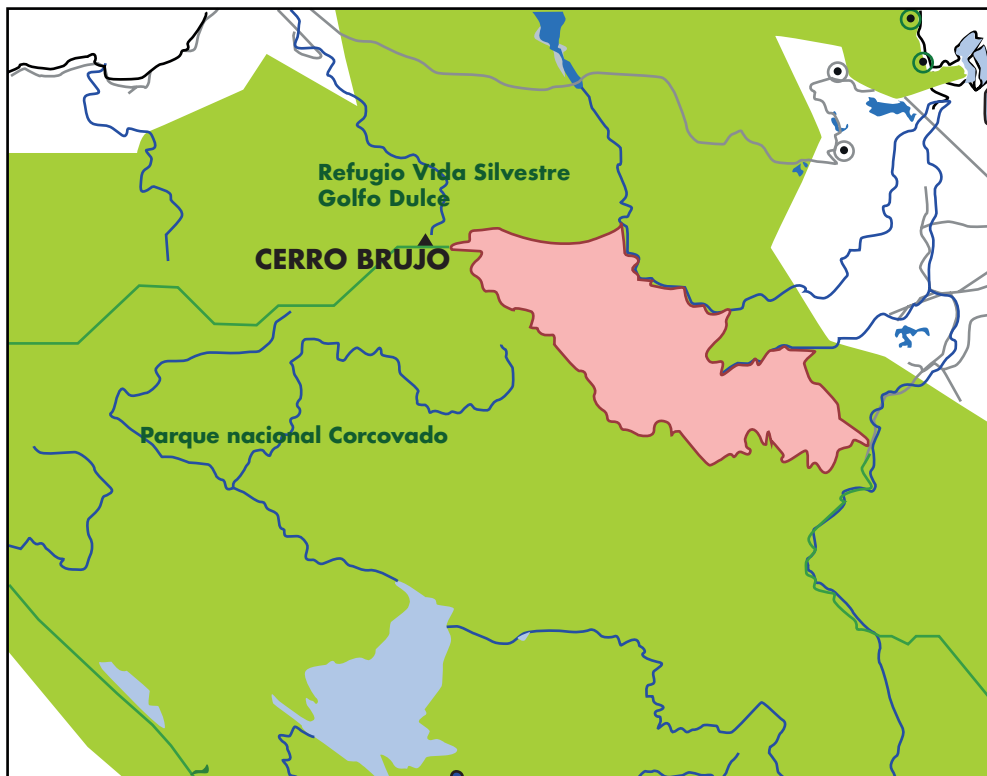 Refugio Vida Silvestre
Golfo Dulce
CERRO BRUJO
Parque nacional Corcovado